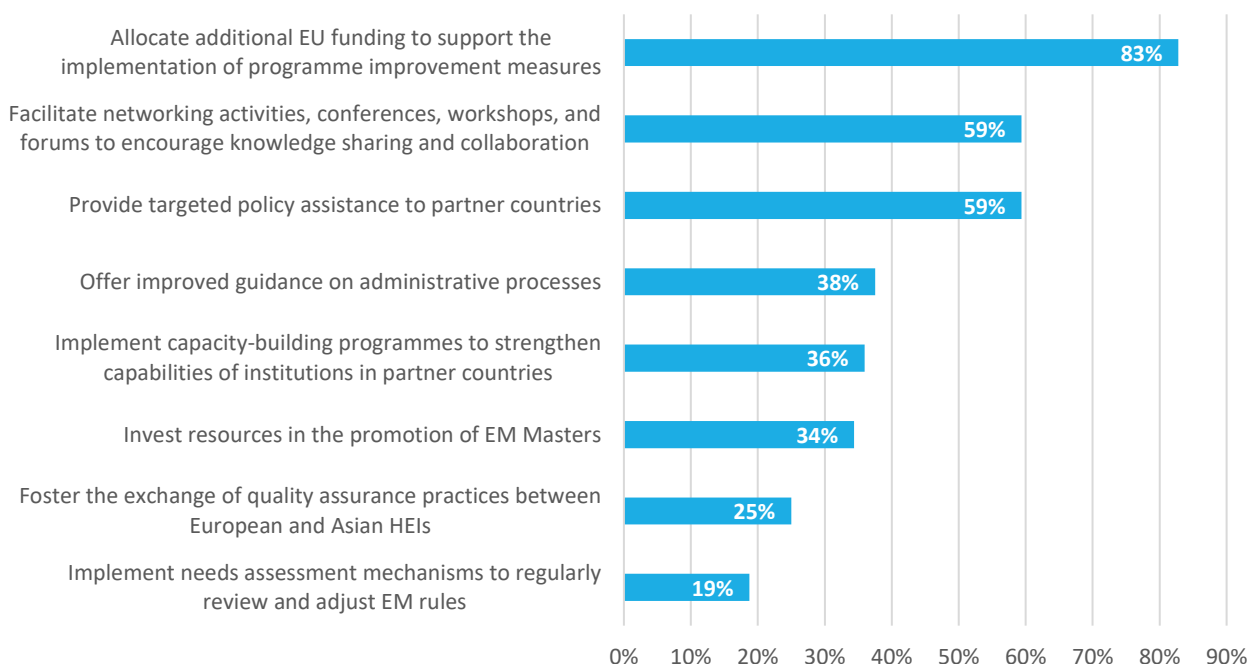 Allocate additional EU funding to support the
implementation of programme improvement measures
83%
Facilitate networking activities, conferences, workshops, and
forums to encourage knowledge sharing and collaboration
59%
Provide targeted policy assistance to partner countries
59%
Offer improved guidance on administrative processes
38%
Implement capacity-building programmes to strengthen
capabilities of institutions in partner countries
36%
Invest resources in the promotion of EM Masters
34%
Foster the exchange of quality assurance practices between
European and Asian HEIs
25%
Implement needs assessment mechanisms to regularly
review and adjust EM rules
19%
0% 10% 20% 30% 40% 50% 60% 70% 80% 90%